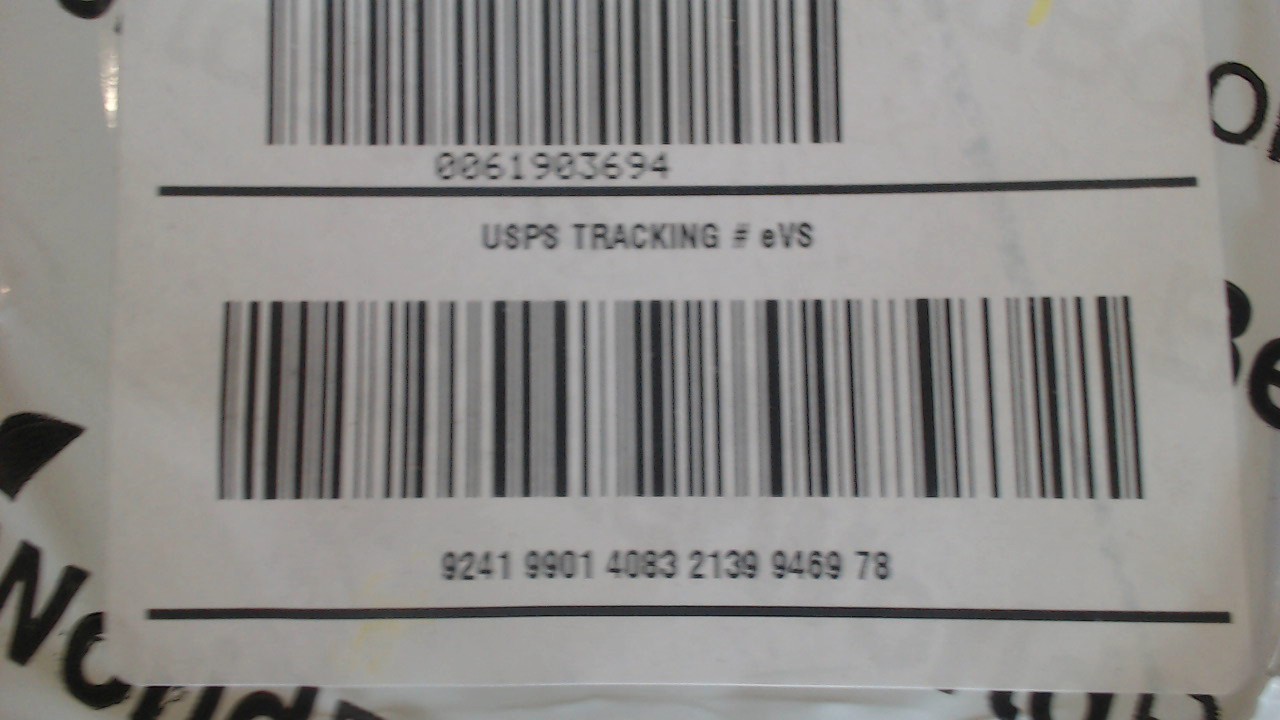 0061903694
USPS TRACKING # eVS
9241 9901 4083 2139 9469 78